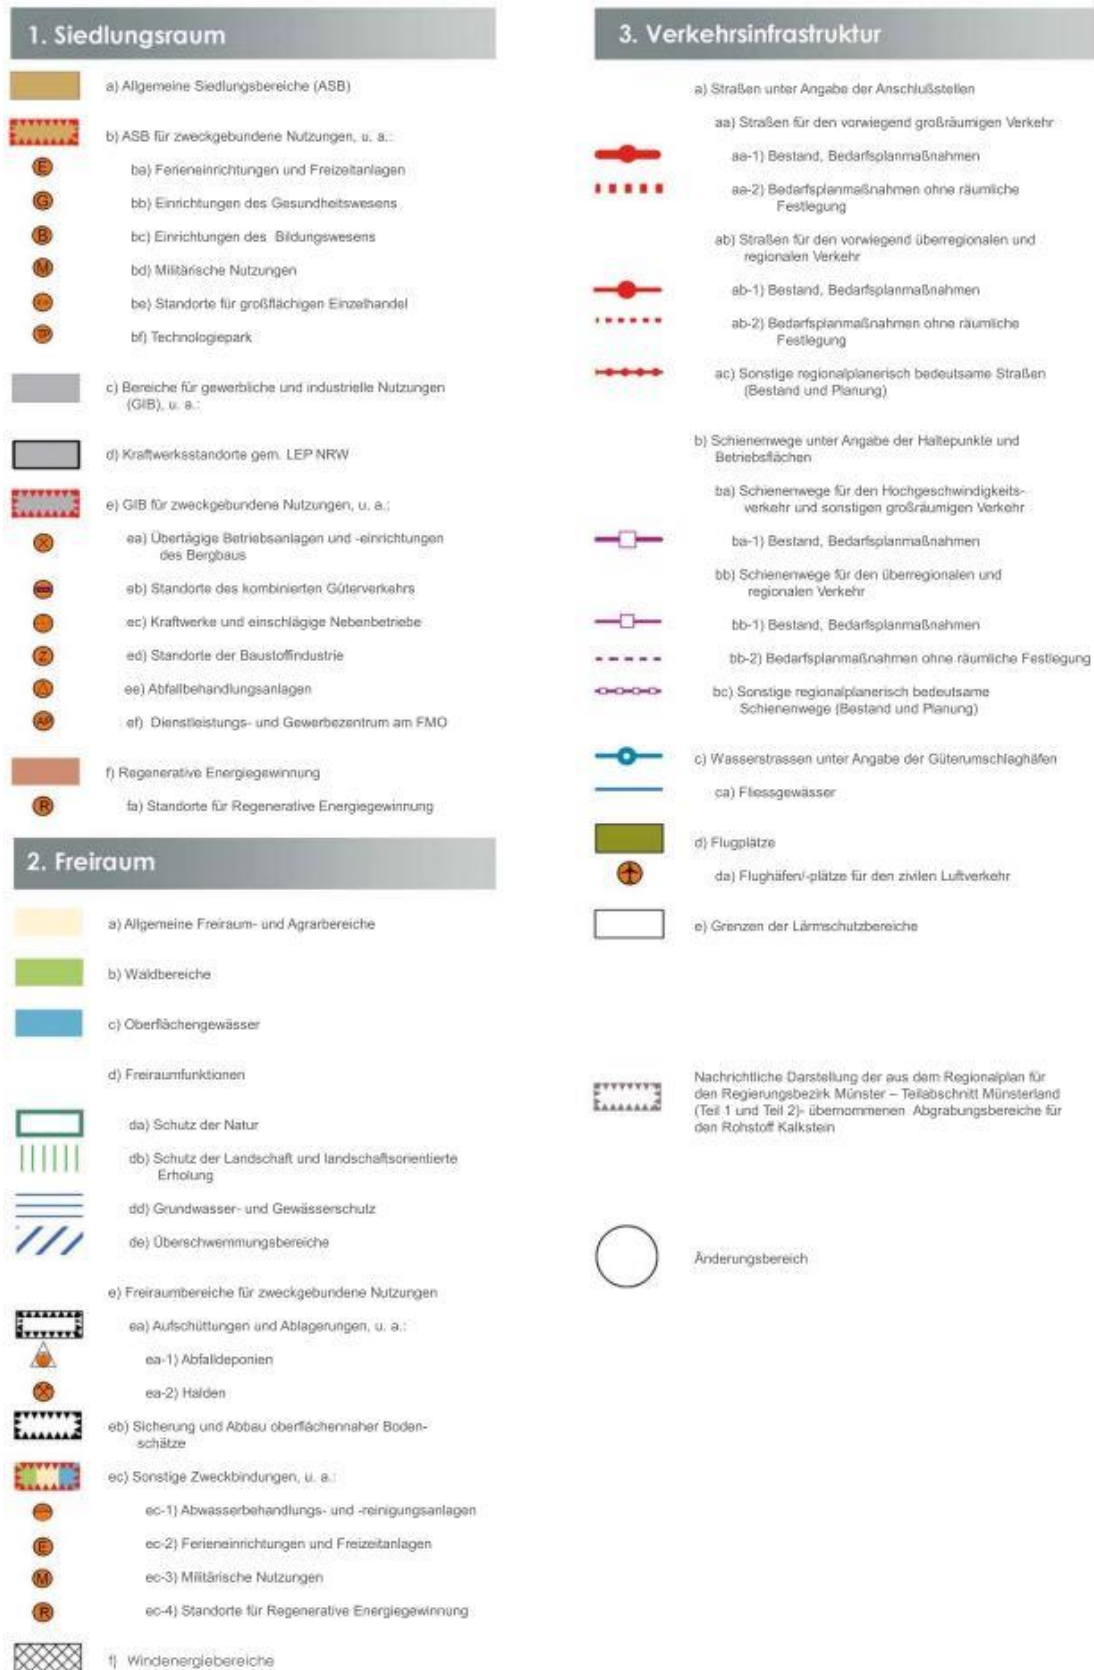 1. Siedlungsraum
a) Allgemeine Siedlungsbereiche (ASB)
b) ASB für zweckgebundene Nutzungen, u. a.:
E
ba) Ferieneinrichtungen und Freizeitanlagen
G
bb) Einrichtungen des Gesundheitswesens
B
bc) Einrichtungen des Bildungswesens
M
bd) Militärische Nutzungen
be) Standorte für großflächigen Einzelhandel
TP
bf) Technologiepark
c) Bereiche für gewerbliche und industrielle Nutzungen
(GIB), u. a.:
d) Kraftwerksstandorte gem. LEP NRW
e) GIB für zweckgebundene Nutzungen, u. a.:
ea) Übertägige Betriebsanlagen und -einrichtungen
des Bergbaus
eb) Standorte des kombinierten Güterverkehrs
ec) Kraftwerke und einschlägige Nebenbetriebe
Z
ed) Standorte der Baustoffindustrie
ee) Abfallbehandlungsanlagen
AP
ef) Dienstleistungs- und Gewerbezentrum am FMO
f) Regenerative Energiegewinnung
R
fa) Standorte für Regenerative Energiegewinnung
2. Freiraum
a) Allgemeine Freiraum- und Agrarbereiche
b) Waldbereiche
c) Oberflächengewässer
d) Freiraumfunktionen
da) Schutz der Natur
db) Schutz der Landschaft und landschaftsorientierte
Erholung
dd) Grundwasser- und Gewässerschutz
de) Überschwemmungsbereiche
e) Freiraumbereiche für zweckgebundene Nutzungen
ea) Aufschüttungen und Ablagerungen, u. a.:
ea-1) Abfalldeponien
ea-2) Halden
eb) Sicherung und Abbau oberflächennaher Boden-
schätze
ec) Sonstige Zweckbindungen, u. a.:
ec-1) Abwasserbehandlungs- und -reinigungsanlagen
E
ec-2) Ferieneinrichtungen und Freizeitanlagen
M
ec-3) Militärische Nutzungen
R
ec-4) Standorte für Regenerative Energiegewinnung
f) Windenergiebereiche
3. Verkehrsinfrastruktur
a) Straßen unter Angabe der Anschlußstellen
aa) Straßen für den vorwiegend großräumigen Verkehr
aa-1) Bestand, Bedarfsplanmaßnahmen
aa-2) Bedarfsplanmaßnahmen ohne räumliche
Festlegung
ab) Straßen für den vorwiegend überregionalen und
regionalen Verkehr
ab-1) Bestand, Bedarfsplanmaßnahmen
ab-2) Bedarfsplanmaßnahmen ohne räumliche
Festlegung
ac) Sonstige regionalplanerisch bedeutsame Straßen
(Bestand und Planung)
b) Schienenwege unter Angabe der Haltepunkte und
Betriebsflächen
ba) Schienenwege für den Hochgeschwindigkeits-
verkehr und sonstigen großräumigen Verkehr
ba-1) Bestand, Bedarfsplanmaßnahmen
bb) Schienenwege für den überregionalen und
regionalen Verkehr
bb-1) Bestand, Bedarfsplanmaßnahmen
bb-2) Bedarfsplanmaßnahmen ohne räumliche Festlegung
bc) Sonstige regionalplanerisch bedeutsame
Schienenwege (Bestand und Planung)
c) Wasserstrassen unter Angabe der Güterumschlaghäfen
ca) Fliessgewässer
d) Flugplätze
da) Flughäfen/-plätze für den zivilen Luftverkehr
e) Grenzen der Lärmschutzbereiche
Nachrichtliche Darstellung der aus dem Regionalplan für
den Regierungsbezirk Münster – Teilabschnitt Münsterland
(Teil 1 und Teil 2)- übernommenen Abgrabungsbereiche für
den Rohstoff Kalkstein
Änderungsbereich